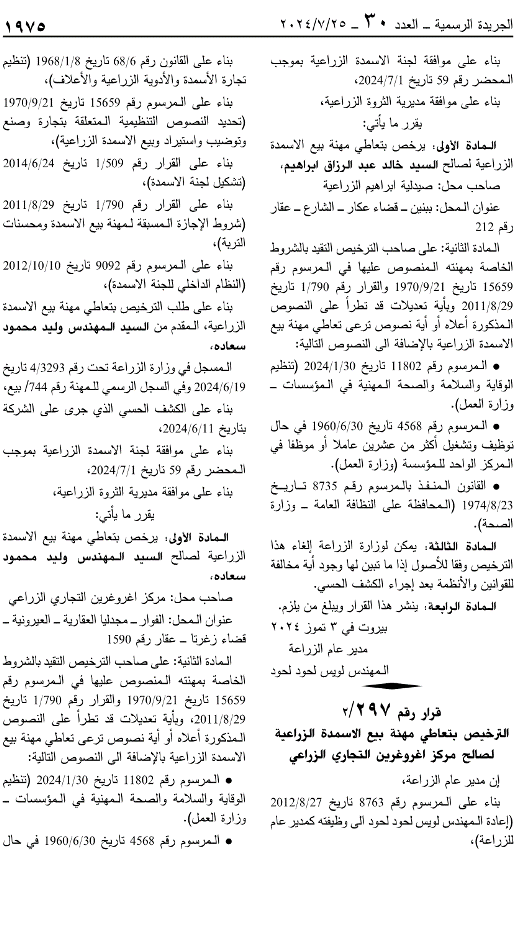 الجريدة الرسمية ــ العدد ٣٠ ــ ٢٠٢٤/٧/٢٥
١٩٧٥
بناء على موافقة لجنة الاسمدة الزراعية بموجب
المحضر رقم 59 تاريخ 2024/7/1،
بناء على موافقة مديرية الثروة الزراعية،
يقرر ما يأتي:
المادة الأولى: يرخص بتعاطي مهنة بيع الاسمدة
الزراعية لصالح السيد خالد عبد الرزاق ابراهيم،
صاحب محل: صيدلية ابراهيم الزراعية
عنوان المحل: ببنين ــ قضاء عكار ــ الشارع ــ عقار
رقم 212
المادة الثانية: على صاحب الترخيص التقيد بالشروط
الخاصة بمهنته المنصوص عليها في المرسوم رقم
15659 تاريخ 1970/9/21 والقرار رقم 1/790 تاريخ
2011/8/29 وبأية تعديلات قد تطرأ على النصوص
المذكورة أعلاه أو أية نصوص ترعى تعاطي مهنة بيع
الاسمدة الزراعية بالإضافة الى النصوص التالية:
● المرسوم رقم 11802 تاريخ 2024/1/30 (تنظيم
الوقاية والسلامة والصحة المهنية في المؤسسات ــ
وزارة العمل).
● المرسوم رقم 4568 تاريخ 1960/6/30 في حال
توظيف وتشغيل أكثر من عشرين عاملا أو موظفا في
المركز الواحد للمؤسسة (وزارة العمل).
● القانون المنفذ بالمرسوم رقم 8735 تاريخ
1974/8/23 (المحافظة على النظافة العامة ــ وزارة
الصحة).
المادة الثالثة: يمكن لوزارة الزراعة إلغاء هذا
الترخيص وفقا للأصول إذا ما تبين لها وجود أية مخالفة
للقوانين والأنظمة بعد إجراء الكشف الحسي.
المادة الرابعة: ينشر هذا القرار ويبلغ من يلزم.
بيروت في ٣ تموز ٢٠٢٤
مدير عام الزراعة
المهندس لويس لحود لحود
قرار رقم ٢/٢٩٧
الترخيص بتعاطي مهنة بيع الاسمدة الزراعية
لصالح مركز اغروغرين التجاري الزراعي
إن مدير عام الزراعة،
بناء على المرسوم رقم 8763 تاريخ 2012/8/27
(إعادة المهندس لويس لحود لحود الى وظيفته كمدير عام
للزراعة)،
بناء على القانون رقم 68/6 تاريخ 1968/1/8 (تنظيم
تجارة الأسمدة والأدوية الزراعية والأعلاف)،
بناء على المرسوم رقم 15659 تاريخ 1970/9/21
(تحديد النصوص التنظيمية المتعلقة بتجارة وصنع
وتوضيب واستيراد وبيع الاسمدة الزراعية)،
بناء على القرار رقم 1/509 تاريخ 2014/6/24
(تشكيل لجنة الاسمدة)،
بناء على القرار رقم 1/790 تاريخ 2011/8/29
(شروط الإجازة المسبقة لمهنة بيع الاسمدة ومحسنات
التربة)،
بناء على المرسوم رقم 9092 تاريخ 2012/10/10
(النظام الداخلي للجنة الاسمدة)،
بناء على طلب الترخيص بتعاطي مهنة بيع الاسمدة
الزراعية، المقدم من السيد المهندس وليد محمود
سعاده،
المسجل في وزارة الزراعة تحت رقم 4/3293 تاريخ
2024/6/19 وفي السجل الرسمي للمهنة رقم 744/ بيع،
بناء على الكشف الحسي الذي جرى على الشركة
بتاريخ 2024/6/11،
بناء على موافقة لجنة الاسمدة الزراعية بموجب
المحضر رقم 59 تاريخ 2024/7/1،
بناء على موافقة مديرية الثروة الزراعية،
يقرر ما يأتي:
المادة الأولى: يرخص بتعاطي مهنة بيع الاسمدة
الزراعية لصالح السيد المهندس وليد محمود
سعاده،
صاحب محل: مركز اغروغرين التجاري الزراعي
عنوان المحل: الفوار ــ مجدليا العقارية ــ العيرونية ــ
قضاء زغرتا ــ عقار رقم 1590
المادة الثانية: على صاحب الترخيص التقيد بالشروط
الخاصة بمهنته المنصوص عليها في المرسوم رقم
15659 تاريخ 1970/9/21 والقرار رقم 1/790 تاريخ
2011/8/29، وبأية تعديلات قد تطرأ على النصوص
المذكورة أعلاه أو أية نصوص ترعى تعاطي مهنة بيع
الاسمدة الزراعية بالإضافة الى النصوص التالية:
● المرسوم رقم 11802 تاريخ 2024/1/30 (تنظيم
الوقاية والسلامة والصحة المهنية في المؤسسات ــ
وزارة العمل).
● المرسوم رقم 4568 تاريخ 1960/6/30 في حال